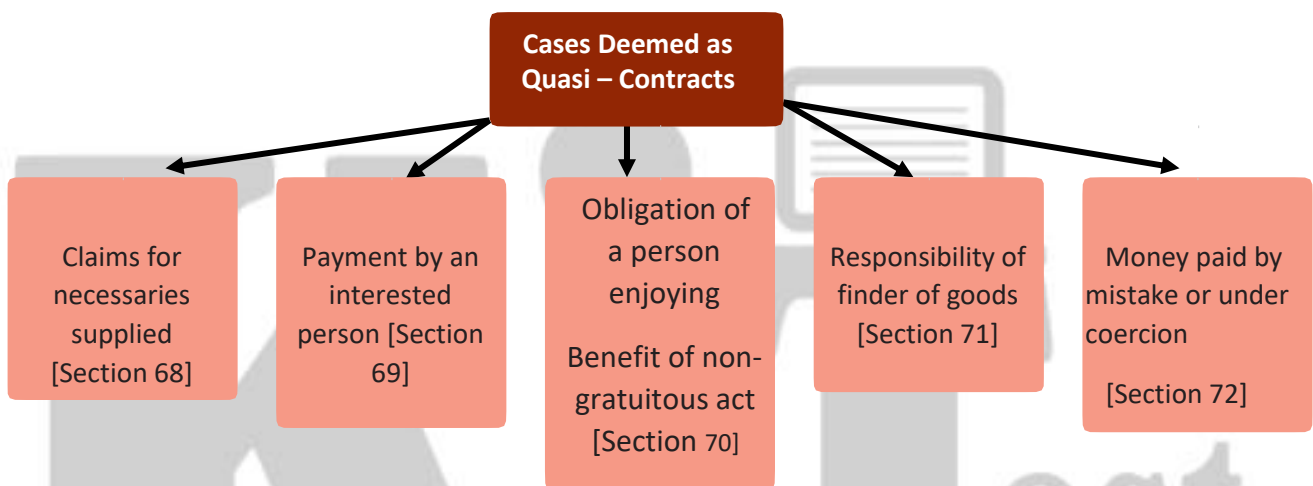 Cases Deemed as
Quasi – Contracts
Claims for
necessaries
supplied
[Section 68]
Payment by an
interested
person [Section
69]
Obligation of
a person
enjoying
Benefit of non-
gratuitous act
[Section 70]
Responsibility of
finder of goods
[Section 71]
Money paid by
mistake or under
coercion
[Section 72]